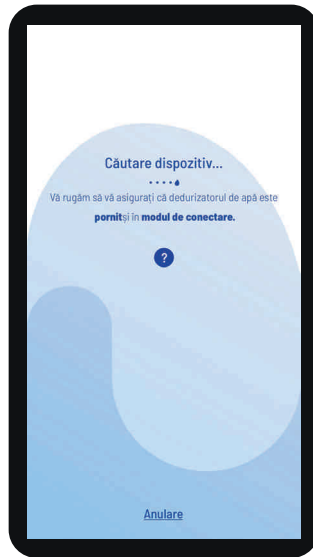 Căutare dispozitiv...
Vă rugăm să vă asigurați că dedurizatorul de apă este
pornitși în modul de conectare.
?
Anulare